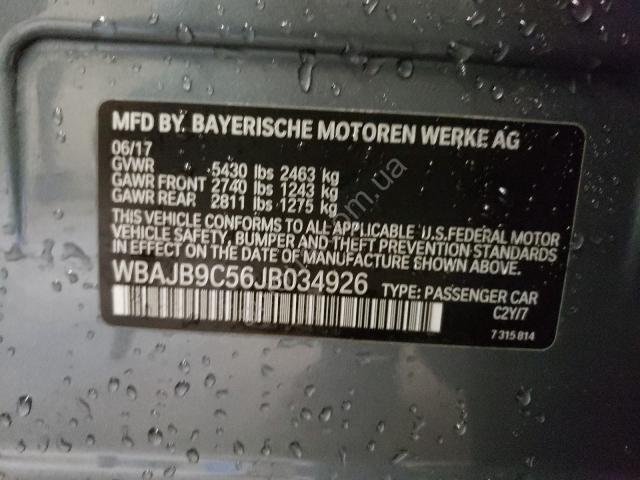 MFD BY. BAYERISCHE MOTOREN WERKE AG
06/17
GVWR 5430 lbs 2463 kg
GAWR FRONT 2740 lbs 1243 kg
GAWR REAR 2811 lbs 1275 kg
THIS VEHICLE CONFORMS TO ALL APPLICABLE U.S.FEDERAL MOTOR
VEHICLE SAFETY, BUMPER AND THEFT PREVENTION STANDARDS
IN EFFECT ON THE DATE OF MANUFACTURE SHOWN ABOVE.
WBAJB9C56JB034926 TYPE: PASSENGER CAR
C2Y/7
7 315 814